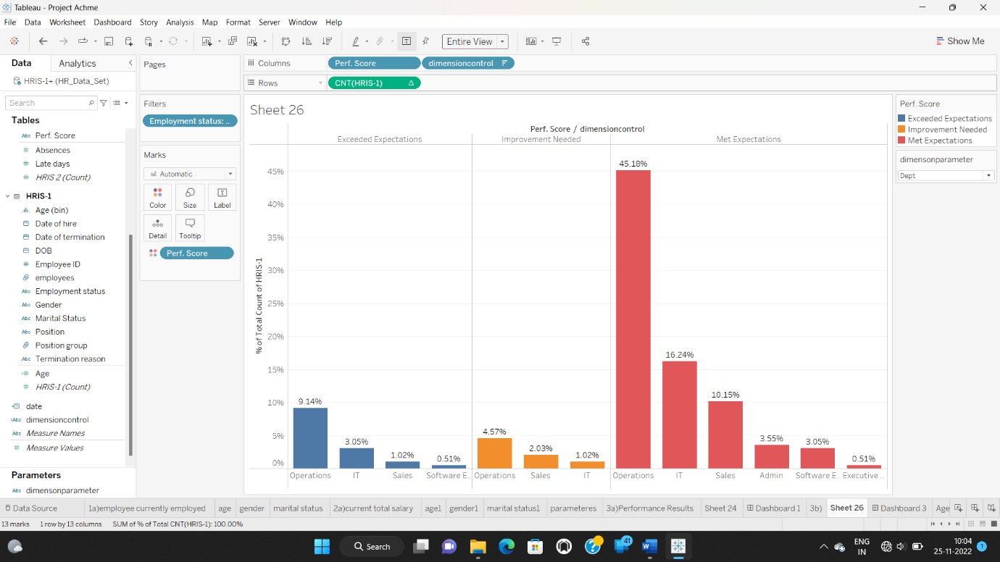 Tableau - Project Achme
File Data Worksheet Dashboard Story Analysis Map Format Server Window Help
Entire View
Show Me
Data Analytics
HRIS-1+ (HR_Data_Set)
Search
Tables
Abc Perf. Score
Absences
Late days
HRIS 2 (Count)
HRIS-1
Age (bin)
Date of hire
Date of termination
DOB
Employee ID
employees
Abc Employment status
Abc Gender
Abc Marital Status
Abc Position
Position group
Abc Termination reason
Age
HRIS-1 (Count)
date
=Abc dimensioncontrol
Abc Measure Names
Measure Values
Parameters
Abc dimensonparameter
Pages
Filters
Employment status: ..
Marks
Automatic
Color Size Label
Detail Tooltip
Perf. Score
Columns Perf. Score dimensioncontrol
Rows CNT(HRIS-1) Δ
Sheet 26
Perf. Score / dimensioncontrol
Exceeded Expectations Improvement Needed Met Expectations
% of Total Count of HRIS-1
45%
40%
35%
30%
25%
20%
15%
10%
5%
0%
9.14% 3.05% 1.02% 0.51%
4.57% 2.03% 1.02%
45.18% 16.24% 10.15% 3.55% 3.05% 0.51%
Operations IT Sales Software E.. Operations Sales IT Operations IT Sales Admin Software E.. Executive ..
Perf. Score
Exceeded Expectations
Improvement Needed
Met Expectations
dimensonparameter
Dept
Data Source 1a)employee currently employed age gender marital status 2a)current total salary age1 gender1 marital status1 parameteres 3a)Performance Results Sheet 24 Dashboard 1 3b) Sheet 26 Dashboard 3 Age
13 marks 1 row by 13 columns SUM of % of Total CNT(HRIS-1): 100.00%
Search
41
ENG
IN
10:04
25-11-2022
1